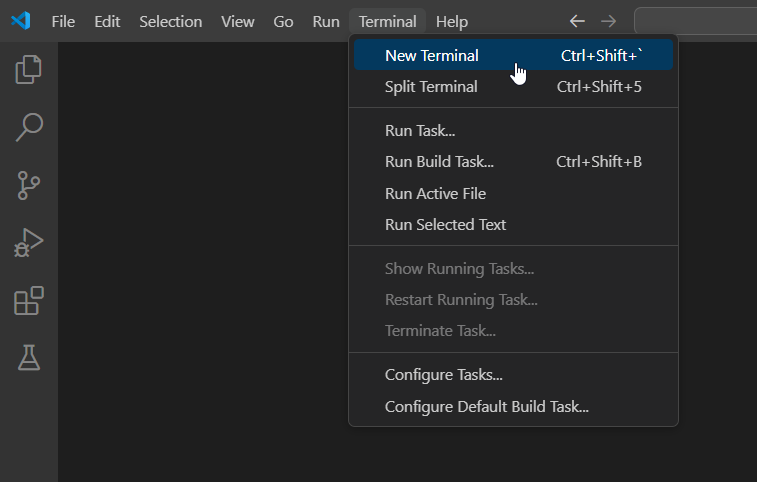 File Edit Selection View Go Run Terminal Help
New Terminal Ctrl+Shift+`
Split Terminal Ctrl+Shift+5
Run Task...
Run Build Task... Ctrl+Shift+B
Run Active File
Run Selected Text
Show Running Tasks...
Restart Running Task...
Terminate Task...
Configure Tasks...
Configure Default Build Task...